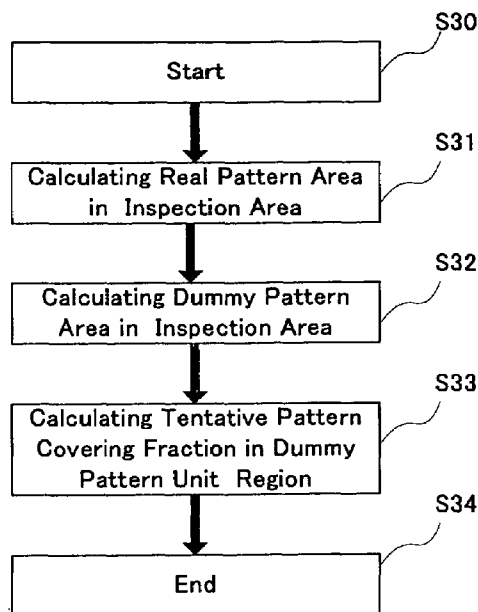 S30
Start
S31
Calculating Real Pattern Area
in Inspection Area
S32
Calculating Dummy Pattern
Area in Inspection Area
S33
Calculating Tentative Pattern
Covering Fraction in Dummy
Pattern Unit Region
S34
End